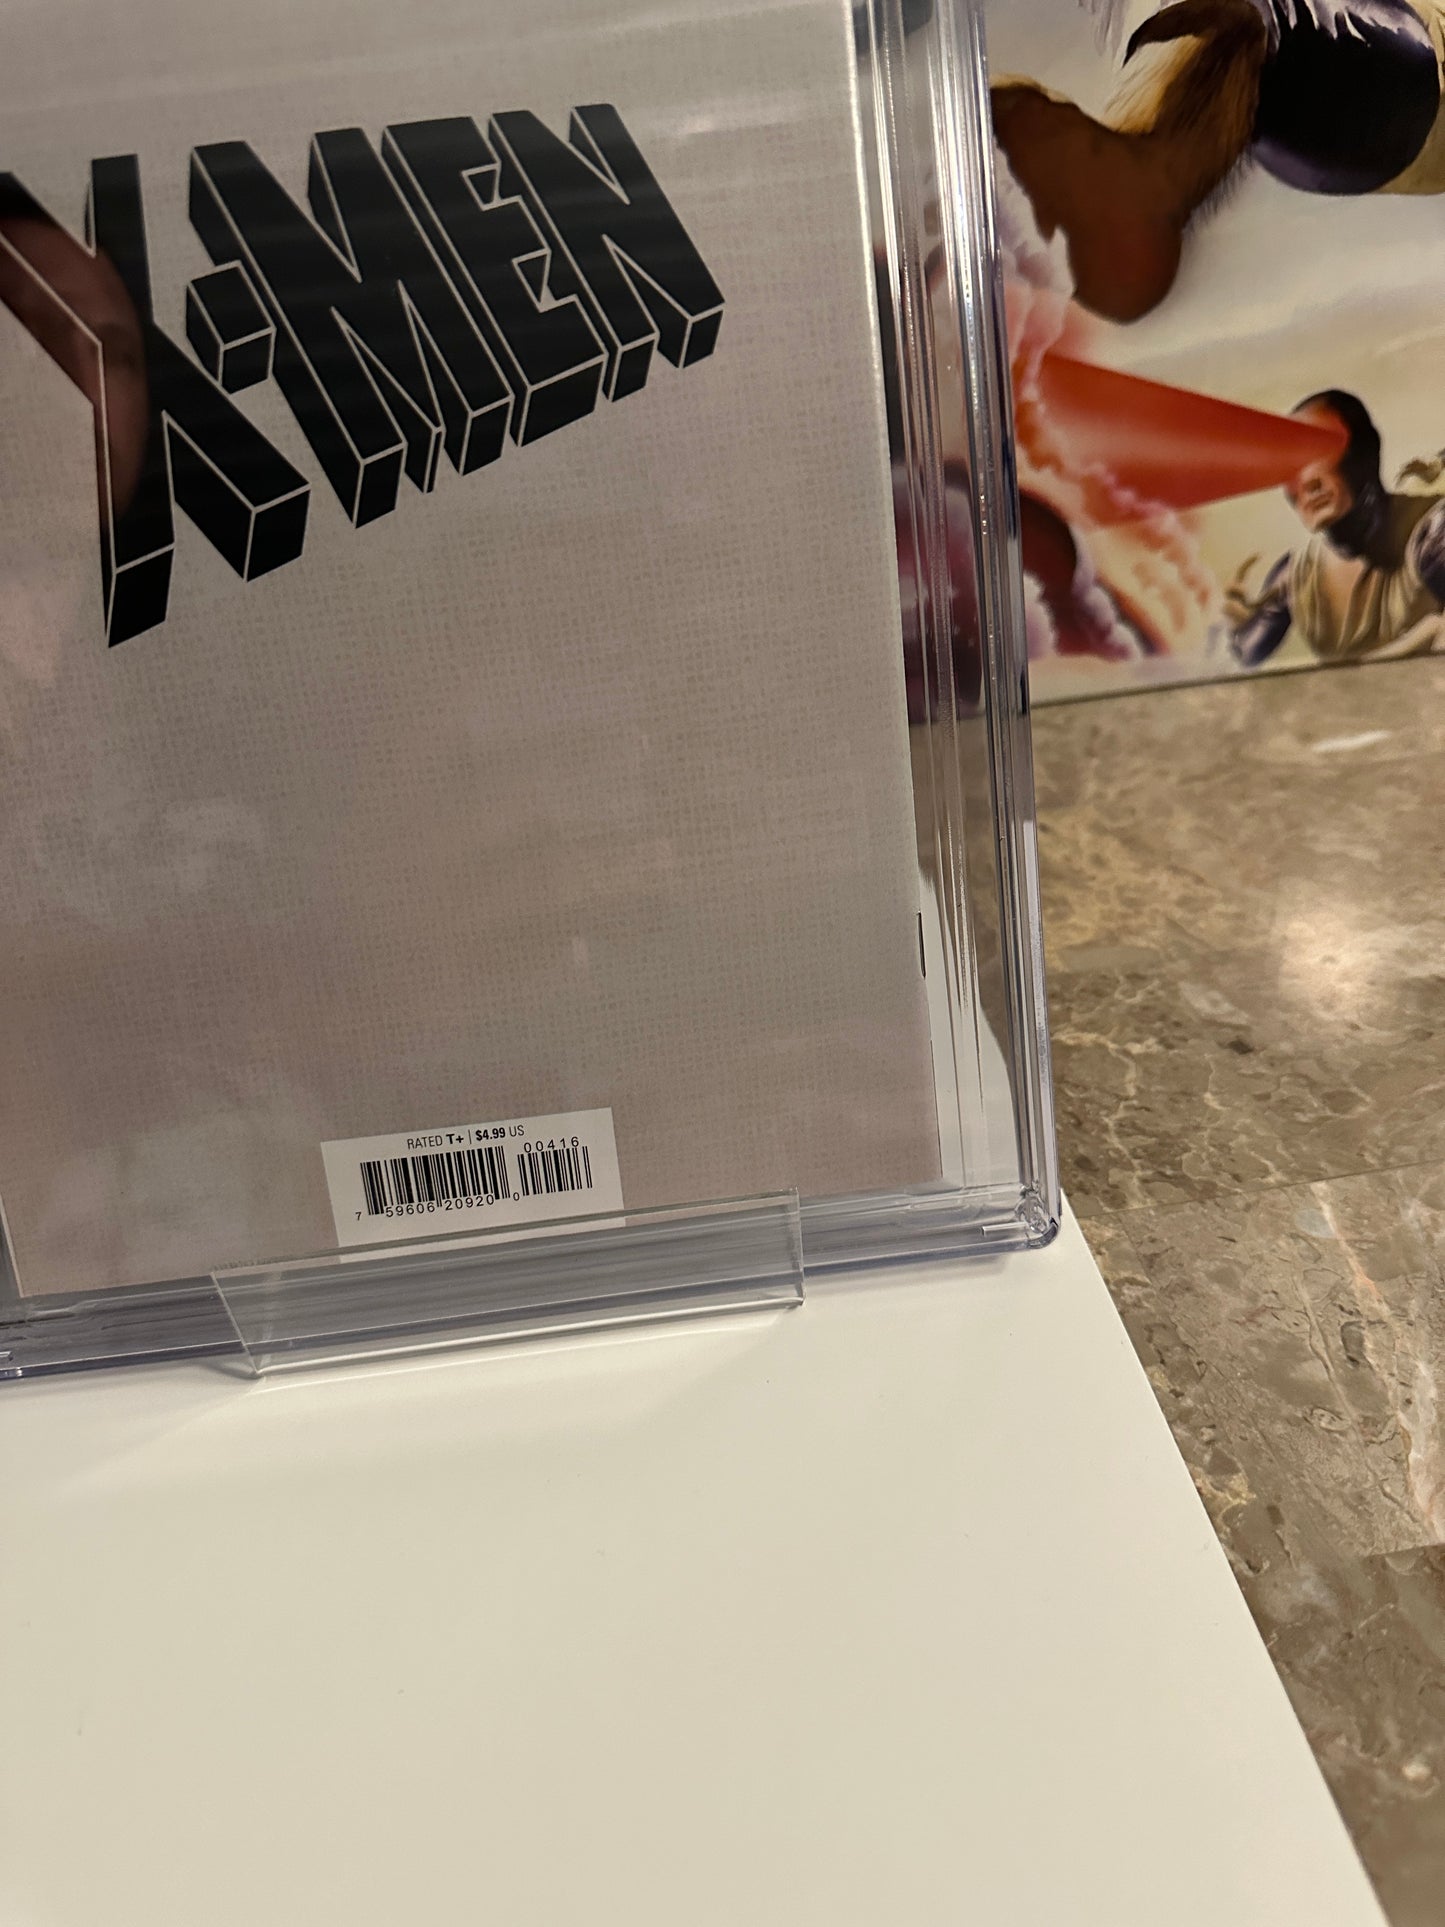 X-MEN
RATED T+ | $4.99 US
00416
7 59606 20920 0